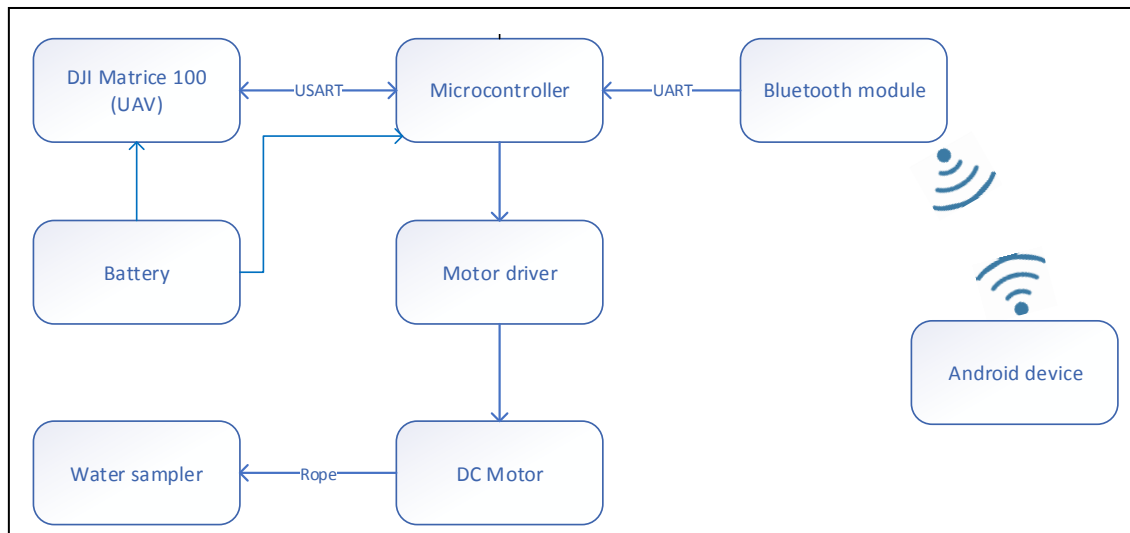 DJI Matrice 100
(UAV)
USART
Microcontroller
UART
Bluetooth module
Battery
Motor driver
Android device
Water sampler
Rope
DC Motor